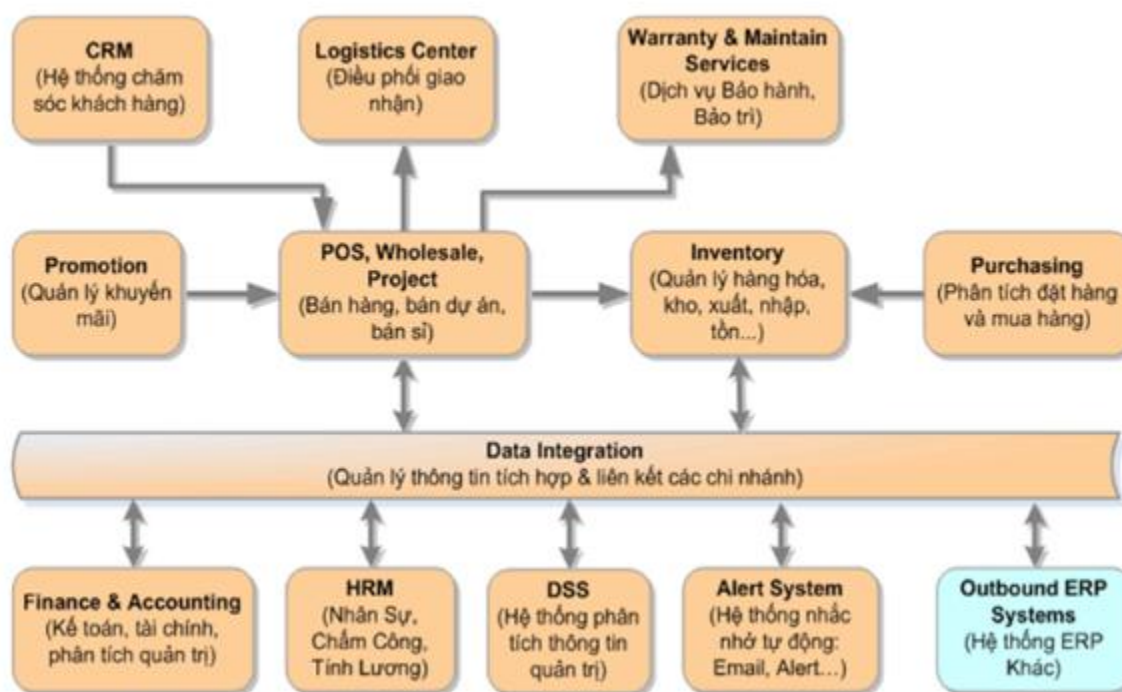 CRM
(Hệ thống chăm
sóc khách hàng)
Logistics Center
(Điều phối giao
nhận)
Warranty & Maintain
Services
(Dịch vụ Bảo hành,
Bảo trì)
Promotion
(Quản lý khuyến
mãi)
POS, Wholesale,
Project
(Bán hàng, bán dự án,
bán sỉ)
Inventory
(Quản lý hàng hóa,
kho, xuất, nhập,
tồn...)
Purchasing
(Phân tích đặt hàng
và mua hàng)
Data Integration
(Quản lý thông tin tích hợp & liên kết các chi nhánh)
Finance & Accounting
(Kế toán, tài chính,
phân tích quản trị)
HRM
(Nhân Sự,
Chấm Công,
Tính Lương)
DSS
(Hệ thống phân
tích thông tin
quản trị)
Alert System
(Hệ thống nhắc
nhở tự động:
Email, Alert...)
Outbound ERP
Systems
(Hệ thống ERP
Khác)